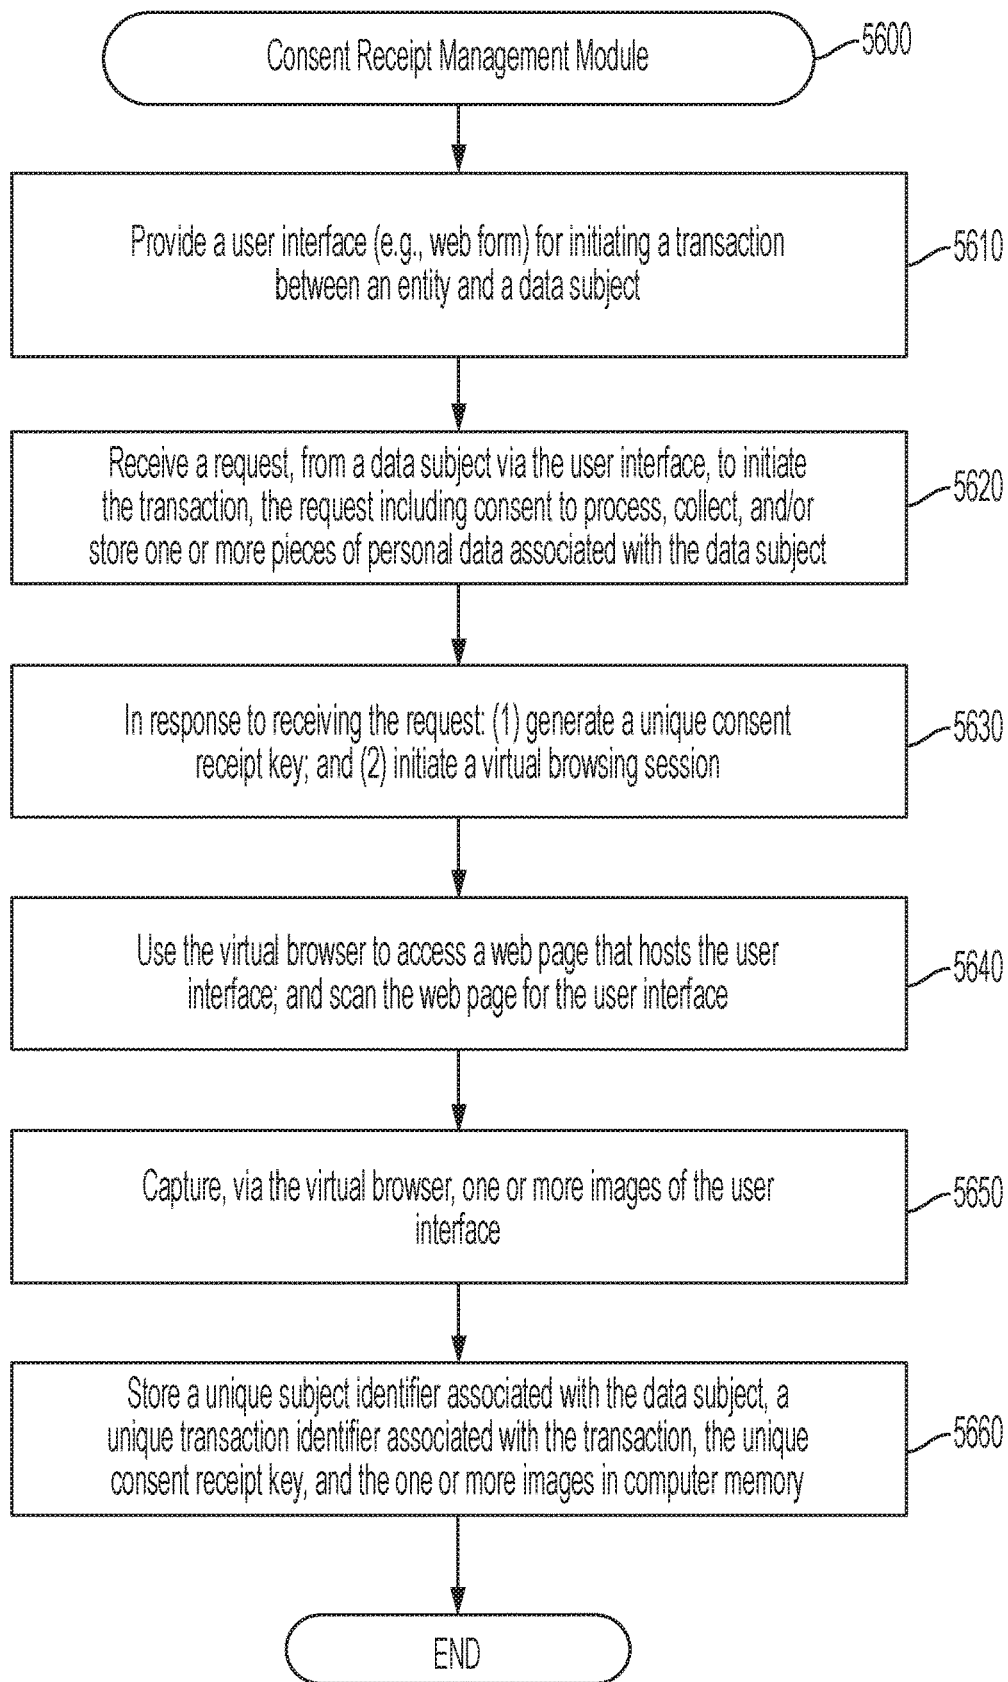 Consent Receipt Management Module
5600
Provide a user interface (e.g., web form) for initiating a transaction
between an entity and a data subject
5610
Receive a request, from a data subject via the user interface, to initiate
the transaction, the request including consent to process, collect, and/or
store one or more pieces of personal data associated with the data subject
5620
In response to receiving the request: (1) generate a unique consent
receipt key; and (2) initiate a virtual browsing session
5630
Use the virtual browser to access a web page that hosts the user
interface; and scan the web page for the user interface
5640
Capture, via the virtual browser, one or more images of the user
interface
5650
Store a unique subject identifier associated with the data subject, a
unique transaction identifier associated with the transaction, the unique
consent receipt key, and the one or more images in computer memory
5660
END